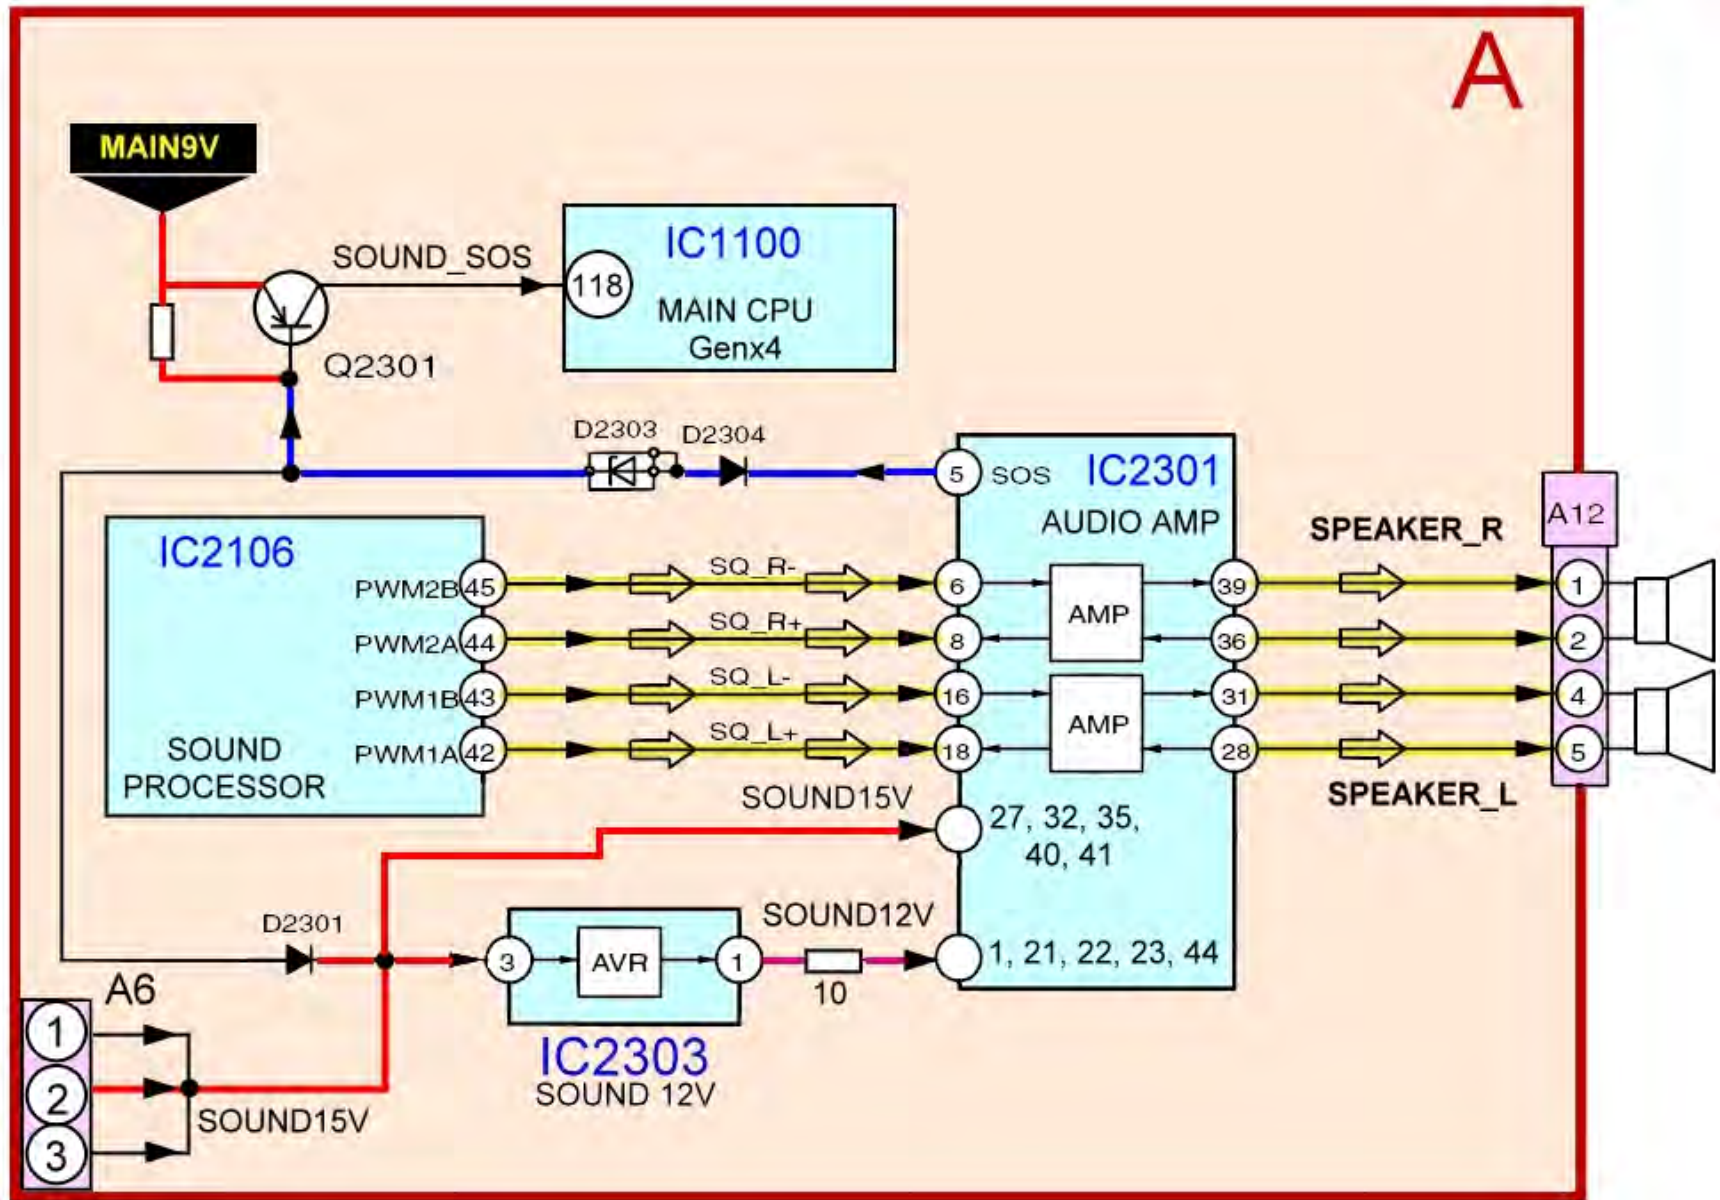 A
MAIN9V
SOUND_SOS
IC1100
118
MAIN CPU
Genx4
Q2301
D2303
D2304
5
SOS
IC2301
AUDIO AMP
A12
SPEAKER_R
IC2106
PWM2B
45
SQ_R-
6
AMP
39
1
PWM2A
44
SQ_R+
8
36
2
PWM1B
43
SQ_L-
16
AMP
31
4
PWM1A
42
SQ_L+
18
28
5
SOUND
PROCESSOR
SPEAKER_L
SOUND15V
27, 32, 35,
40, 41
D2301
3
AVR
1
SOUND12V
10
1, 21, 22, 23, 44
IC2303
SOUND 12V
A6
1
2
3
SOUND15V